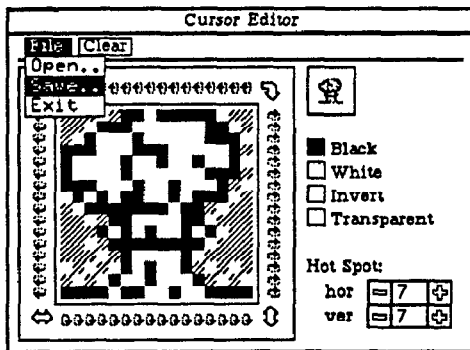 Cursor Editor
File Clear
Open..
Save..
Exit
Black
White
Invert
Transparent
Hot Spot:
hor 7
ver 7